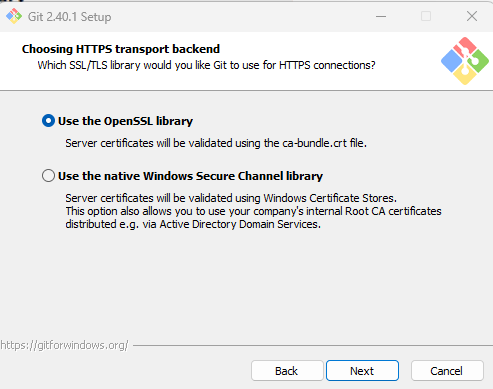 Git 2.40.1 Setup
Choosing HTTPS transport backend
Which SSL/TLS library would you like Git to use for HTTPS connections?
Use the OpenSSL library
Server certificates will be validated using the ca-bundle.crt file.
Use the native Windows Secure Channel library
Server certificates will be validated using Windows Certificate Stores.
This option also allows you to use your company's internal Root CA certificates
distributed e.g. via Active Directory Domain Services.
https://gitforwindows.org/
Back Next Cancel